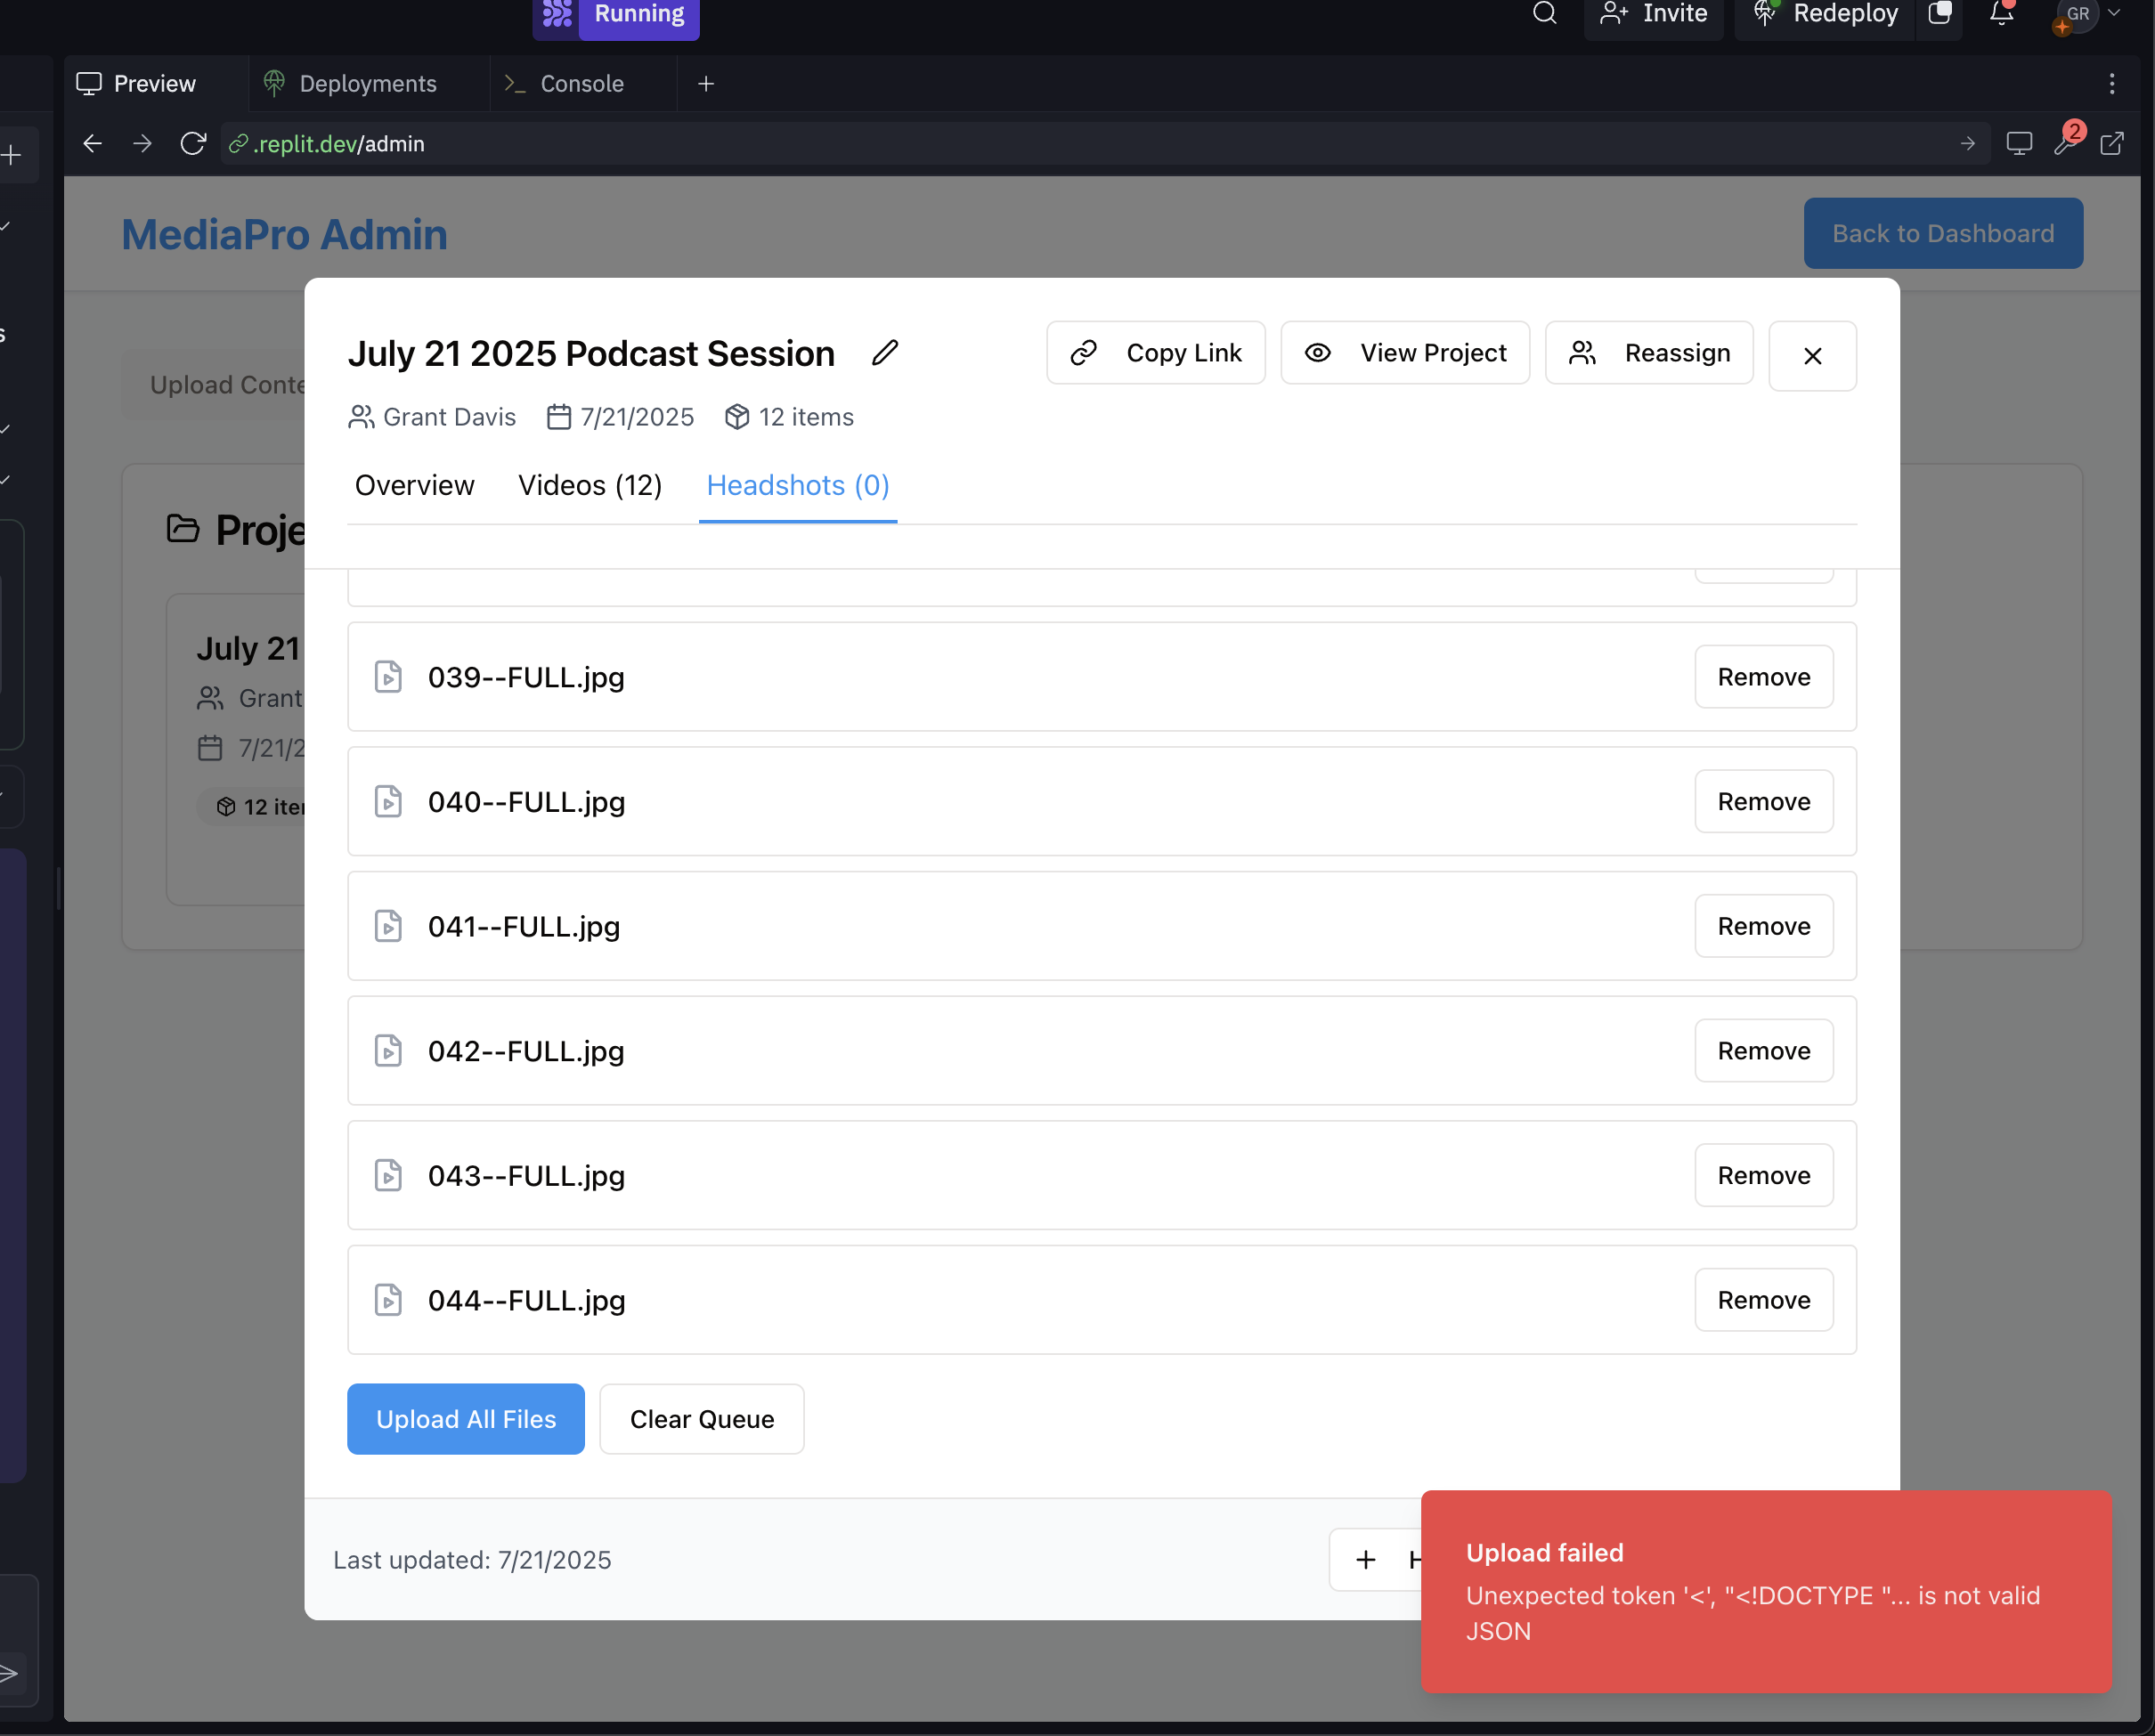 Running
Invite
Redeploy
GR
Preview
Deployments
Console
.replit.dev/admin
2
MediaPro Admin
Back to Dashboard
July 21 2025 Podcast Session
Copy Link
View Project
Reassign
Upload Conte
Grant Davis
7/21/2025
12 items
Overview
Videos (12)
Headshots (0)
Proje
July 21
Grant
7/21/2
12 iter
039--FULL.jpg
Remove
040--FULL.jpg
Remove
041--FULL.jpg
Remove
042--FULL.jpg
Remove
043--FULL.jpg
Remove
044--FULL.jpg
Remove
Upload All Files
Clear Queue
Last updated: 7/21/2025
Upload failed
Unexpected token '<', "<!DOCTYPE "... is not valid
JSON